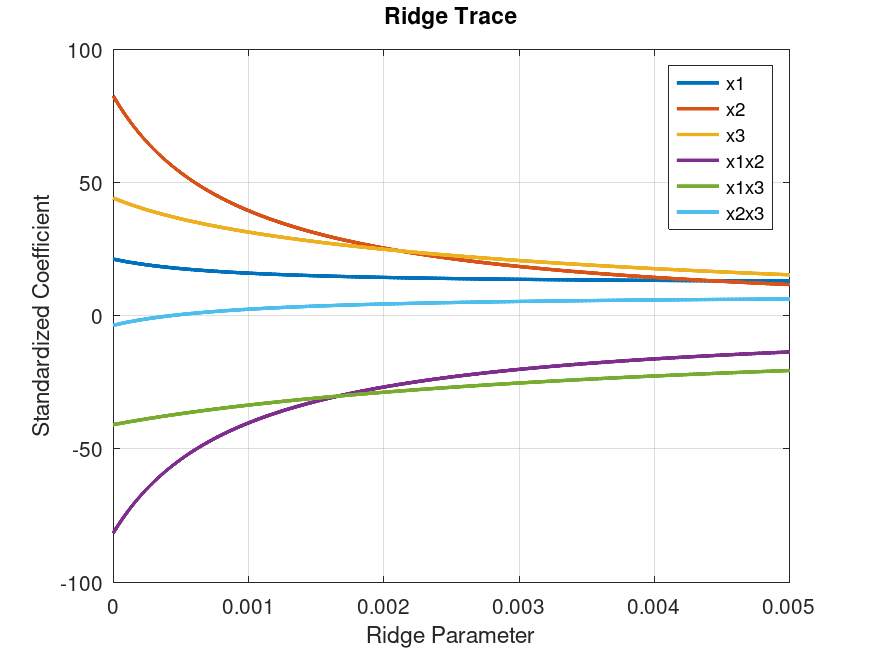 Ridge Trace
100
50
0
-50
-100
Standardized Coefficient
x1
x2
x3
x1x2
x1x3
x2x3
0 0.001 0.002 0.003 0.004 0.005
Ridge Parameter